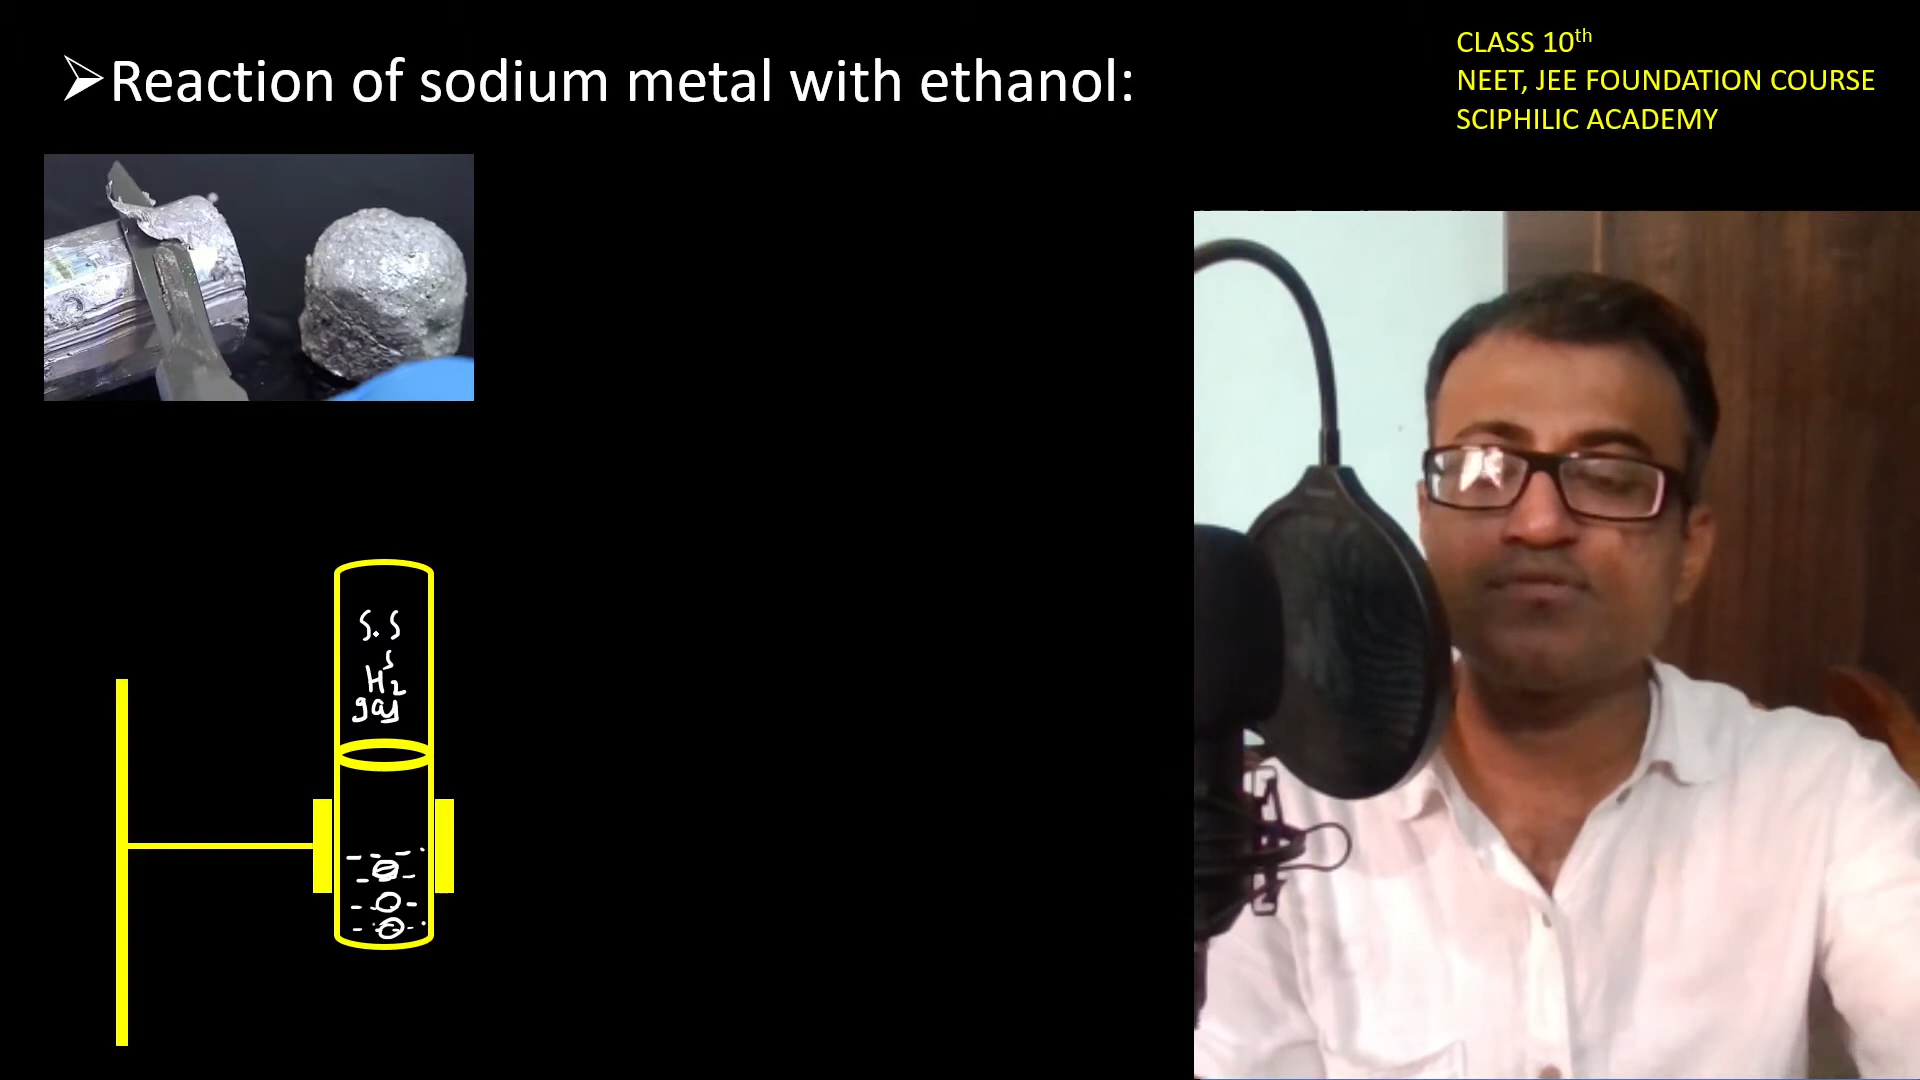 ➢Reaction of sodium metal with ethanol:
CLASS 10th
NEET, JEE FOUNDATION COURSE
SCIPHILIC ACADEMY
S. S
H2
gas